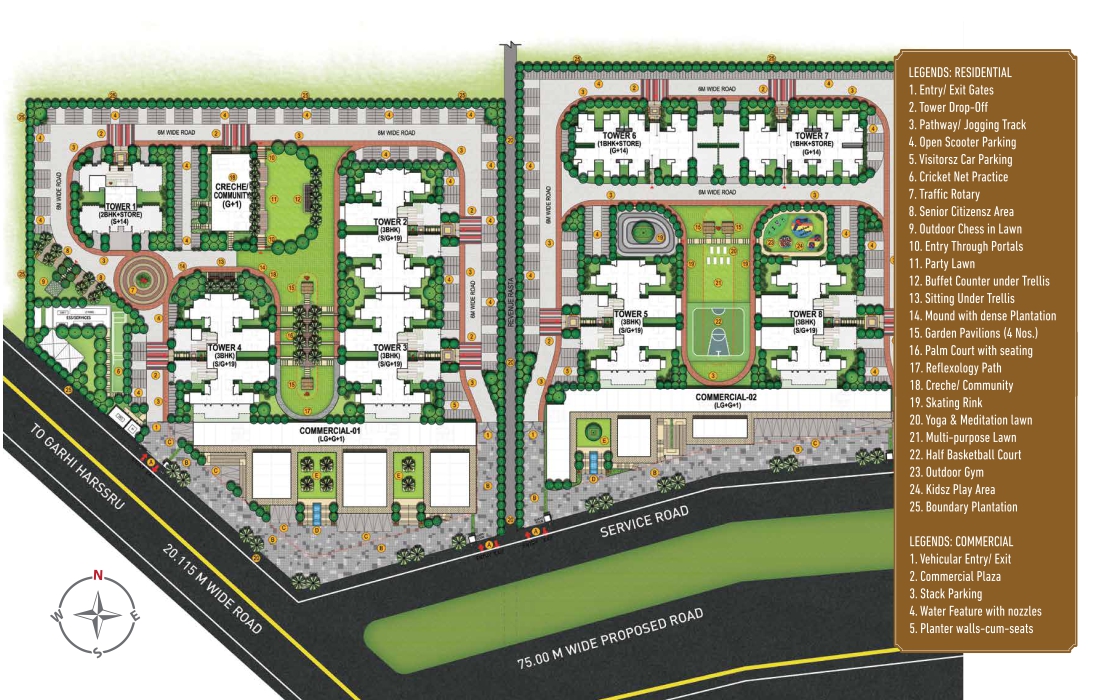 6M WIDE ROAD
6M WIDE ROAD
6M WIDE ROAD
TOWER 1
(2BHK+STORE)
(S+14)
CRECHE/
COMMUNITY
(G+1)
TOWER 2
(3BHK)
(S/G+19)
6M WIDE ROAD
TOWER 4
(3BHK)
(S/G+19)
TOWER 3
(3BHK)
(S/G+19)
COMMERCIAL-01
(LG+G+1)
REVENUE RASTA
6M WIDE ROAD
TOWER 6
(1BHK+STORE)
(G+14)
TOWER 7
(1BHK+STORE)
(G+14)
6M WIDE ROAD
6M WIDE ROAD
TOWER 5
(3BHK)
(S/G+19)
TOWER 8
(3BHK)
(S/G+19)
COMMERCIAL-02
(LG+G+1)
TO GARHI HARSSRU
20.115 M WIDE ROAD
SERVICE ROAD
75.00 M WIDE PROPOSED ROAD
N
W
E
S
LEGENDS: RESIDENTIAL
1. Entry/ Exit Gates
2. Tower Drop-Off
3. Pathway/ Jogging Track
4. Open Scooter Parking
5. Visitorsz Car Parking
6. Cricket Net Practice
7. Traffic Rotary
8. Senior Citizensz Area
9. Outdoor Chess in Lawn
10. Entry Through Portals
11. Party Lawn
12. Buffet Counter under Trellis
13. Sitting Under Trellis
14. Mound with dense Plantation
15. Garden Pavilions (4 Nos.)
16. Palm Court with seating
17. Reflexology Path
18. Creche/ Community
19. Skating Rink
20. Yoga & Meditation lawn
21. Multi-purpose Lawn
22. Half Basketball Court
23. Outdoor Gym
24. Kidsz Play Area
25. Boundary Plantation
LEGENDS: COMMERCIAL
1. Vehicular Entry/ Exit
2. Commercial Plaza
3. Stack Parking
4. Water Feature with nozzles
5. Planter walls-cum-seats